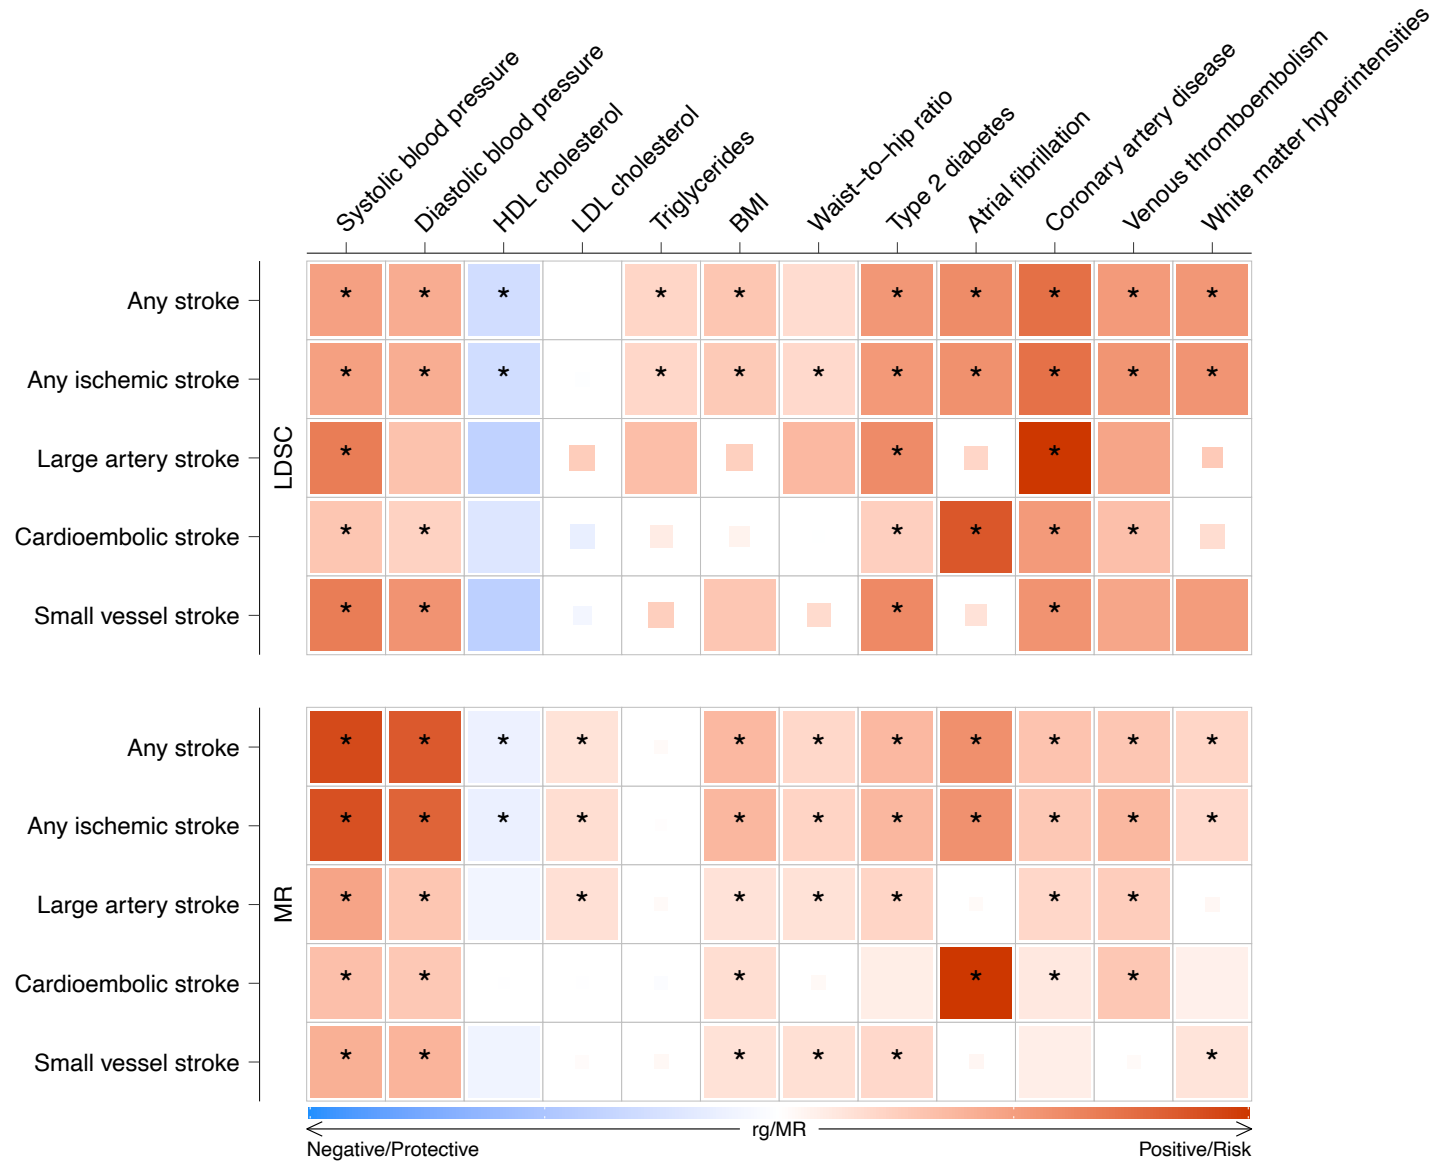 Systolic blood pressure
Diastolic blood pressure
HDL cholesterol
LDL cholesterol
Triglycerides
BMI
Waist−to−hip ratio
Type 2 diabetes
Atrial fibrillation
Coronary artery disease
Venous thromboembolism
White matter hyperintensities
LDSC
Any stroke * * * * * * * * * *
Any ischemic stroke * * * * * * * * * * *
Large artery stroke * * *
Cardioembolic stroke * * * * * *
Small vessel stroke * * * *
MR
Any stroke * * * * * * * * * * *
Any ischemic stroke * * * * * * * * * * *
Large artery stroke * * * * * * * *
Cardioembolic stroke * * * * * *
Small vessel stroke * * * * * *
rg/MR
Negative/Protective Positive/Risk